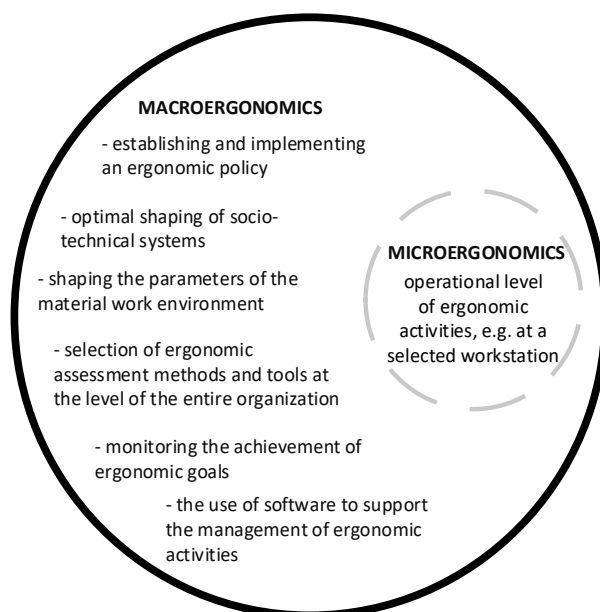 MACROERGONOMICS
- establishing and implementing
an ergonomic policy
- optimal shaping of socio-
technical systems
- shaping the parameters of the
material work environment
- selection of ergonomic
assessment methods and tools at
the level of the entire organization
- monitoring the achievement of
ergonomic goals
- the use of software to support
the management of ergonomic
activities
MICROERGONOMICS
operational level
of ergonomic
activities, e.g. at a
selected workstation